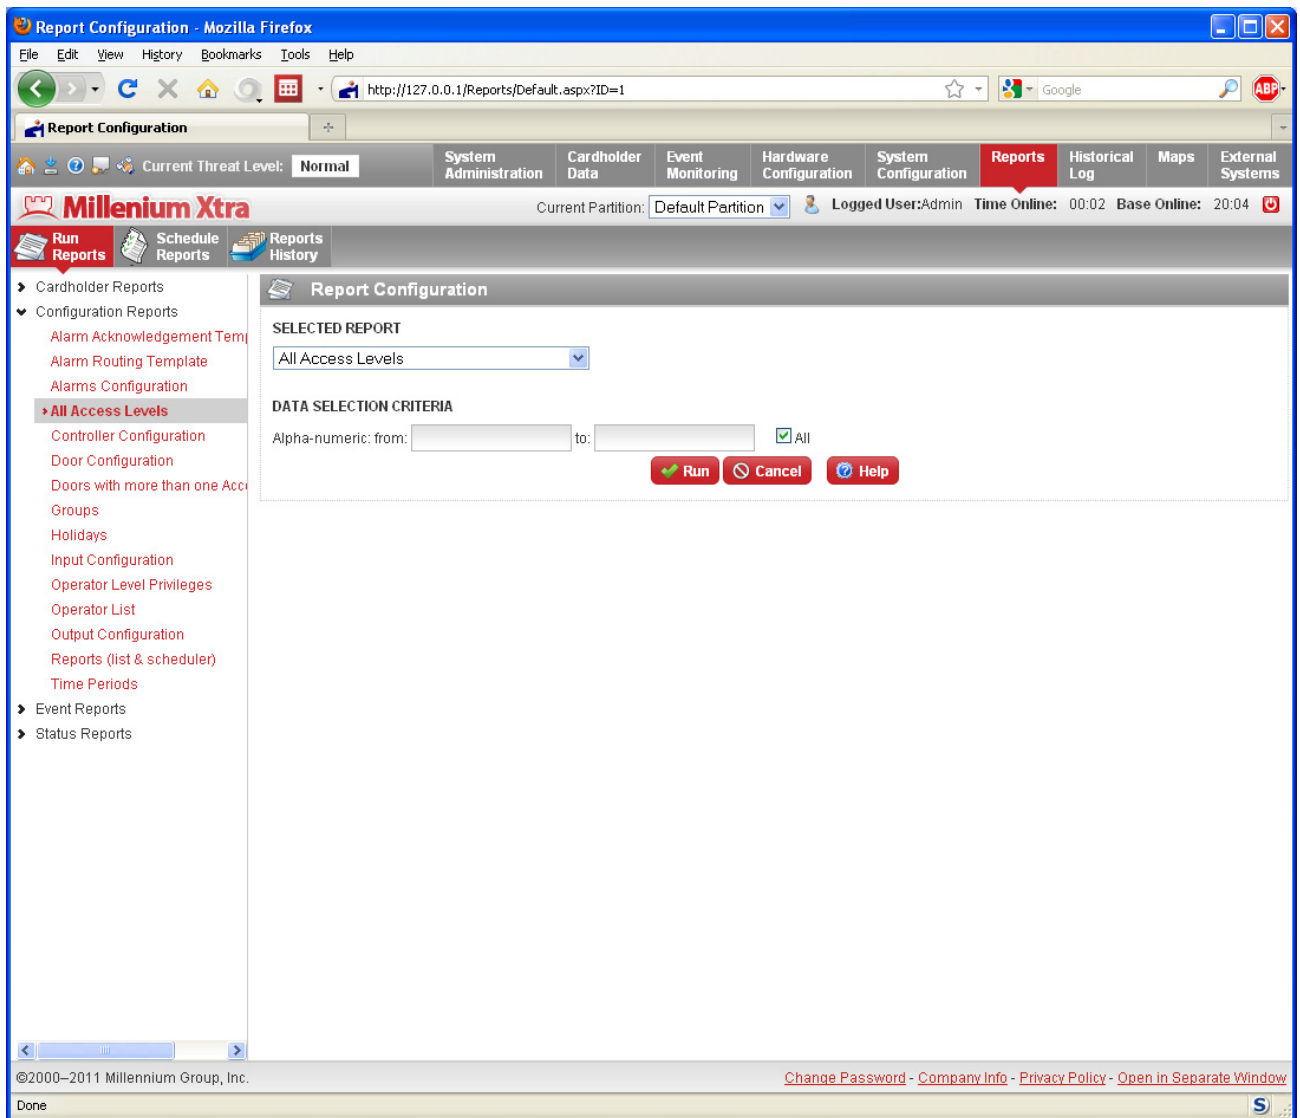 Report Configuration - Mozilla Firefox
File Edit View History Bookmarks Tools Help
http://127.0.0.1/Reports/Default.aspx?ID=1
Google
ABP
Report Configuration
Current Threat Level: Normal
System Administration
Cardholder Data
Event Monitoring
Hardware Configuration
System Configuration
Reports
Historical Log
Maps
External Systems
Millenium Xtra
Current Partition: Default Partition
Logged User:Admin Time Online: 00:02 Base Online: 20:04
Run Reports
Schedule Reports
Reports History
Cardholder Reports
Configuration Reports
Alarm Acknowledgement Temp
Alarm Routing Template
Alarms Configuration
All Access Levels
Controller Configuration
Door Configuration
Doors with more than one Acce
Groups
Holidays
Input Configuration
Operator Level Privileges
Operator List
Output Configuration
Reports (list & scheduler)
Time Periods
Event Reports
Status Reports
Report Configuration
SELECTED REPORT
All Access Levels
DATA SELECTION CRITERIA
Alpha-numeric: from: to: All
Run Cancel Help
©2000–2011 Millennium Group, Inc.
Change Password - Company Info - Privacy Policy - Open in Separate Window
Done
S